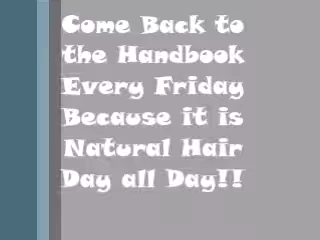 Come Back to
the Handbook
Every Friday
Because it is
Natural Hair
Day all Day!!